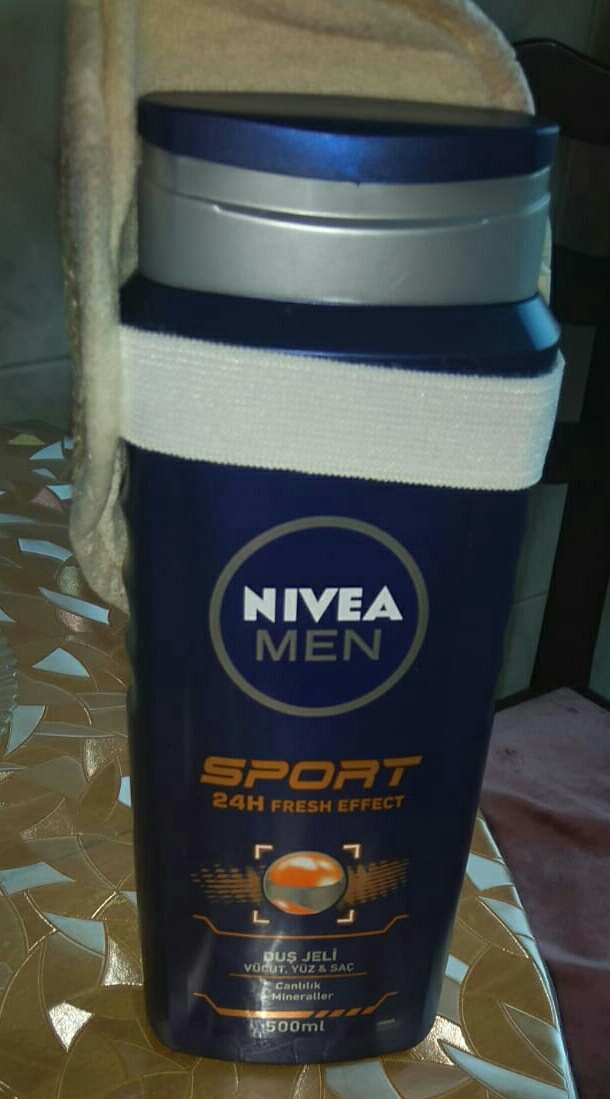 NIVEA
MEN
SPORT
24H FRESH EFFECT
DUŞ JELİ
VÜCUT, YÜZ & SAÇ
Canlılık
Mineraller
500ml